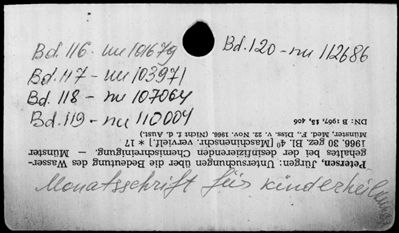 Bd. 116 - nu 101679
Bd. 117 - nu 103971
Bd. 118 - nu 107064
Bd. 119 - nu 110004
Bd. 120 - nu 112686
Monatsschrift für Kinderheilkunde
Petersen, Jürgen: Untersuchungen über die Bedeutung des Wasser-
gehaltes bei der desinfizierenden Chemischreinigung. — Münster
1966. 30 gez. Bl. 4° [Maschinenschr. vervielf.] * 17
Münster, Med. F., Diss. v. 22. Nov. 1966 (Nicht f. d. Aust.)
DN: B 1967, 15, 406